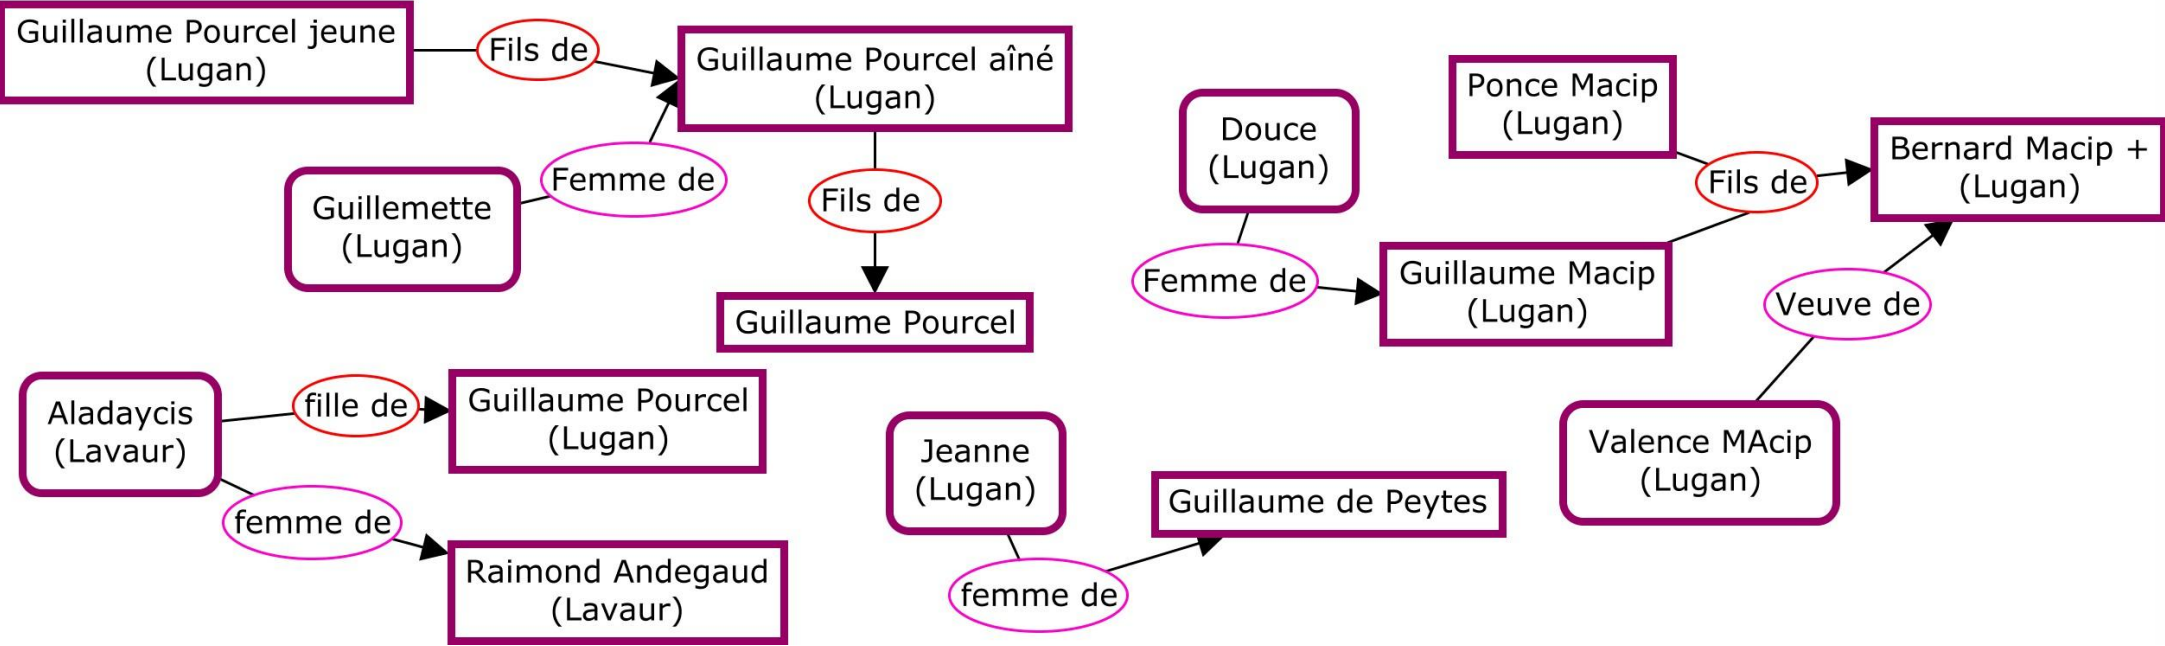 Guillaume Pourcel jeune
(Lugan)
Fils de
Guillaume Pourcel aîné
(Lugan)
Guillemette
(Lugan)
Femme de
Fils de
Guillaume Pourcel
Aladaycis
(Lavaur)
fille de
Guillaume Pourcel
(Lugan)
femme de
Raimond Andegaud
(Lavaur)
Jeanne
(Lugan)
femme de
Guillaume de Peytes
Douce
(Lugan)
Femme de
Guillaume Macip
(Lugan)
Ponce Macip
(Lugan)
Fils de
Bernard Macip +
(Lugan)
Veuve de
Valence MAcip
(Lugan)